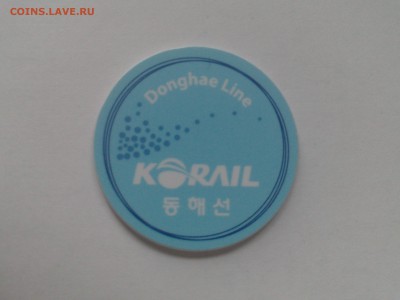 COINS.LAVE.RU
Donghae Line
KORAIL
동해선